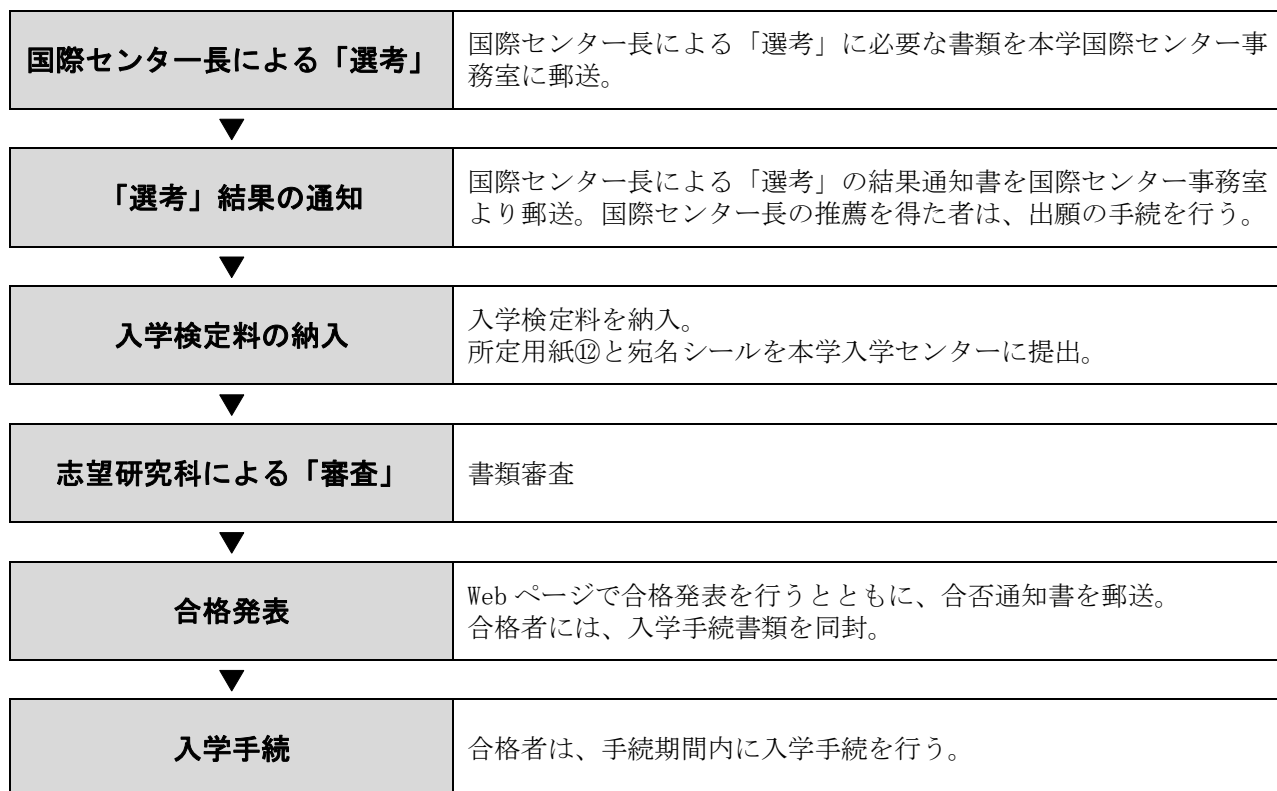 国際センター長による「選考」
国際センター長による「選考」に必要な書類を本学国際センター事
務室に郵送。
▼
「選考」結果の通知
国際センター長による「選考」の結果通知書を国際センター事務室
より郵送。国際センター長の推薦を得た者は、出願の手続を行う。
▼
入学検定料の納入
入学検定料を納入。
所定用紙⑫と宛名シールを本学入学センターに提出。
▼
志望研究科による「審査」
書類審査
▼
合格発表
Web ページで合格発表を行うとともに、合否通知書を郵送。
合格者には、入学手続書類を同封。
▼
入学手続
合格者は、手続期間内に入学手続を行う。